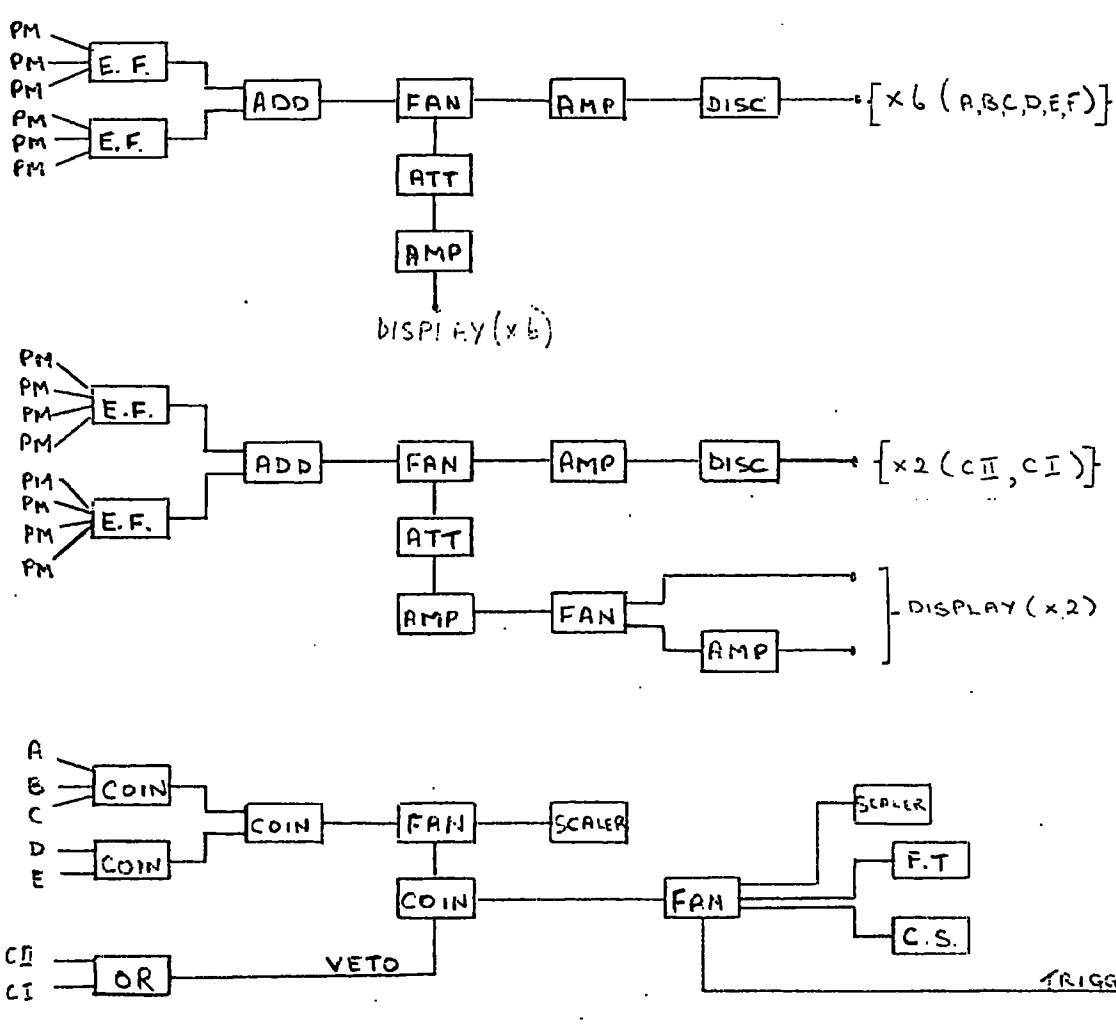 PM
PM
PM
E. F.
PM
PM
PM
E. F.
ADD
FAN
AMP
DISC
{×6 (A,B,C,D,E,F)}
ATT
AMP
DISPLAY (×6)
PM
PM
PM
PM
E.F.
PM
PM
PM
PM
E.F.
ADD
FAN
AMP
DISC
{×2 (CII, CI)}
ATT
AMP
FAN
AMP
DISPLAY (×2)
A
B
C
COIN
D
E
COIN
COIN
FAN
SCALER
COIN
FAN
SCALER
F.T
C.S.
CII
CI
OR
VETO
TRIGG